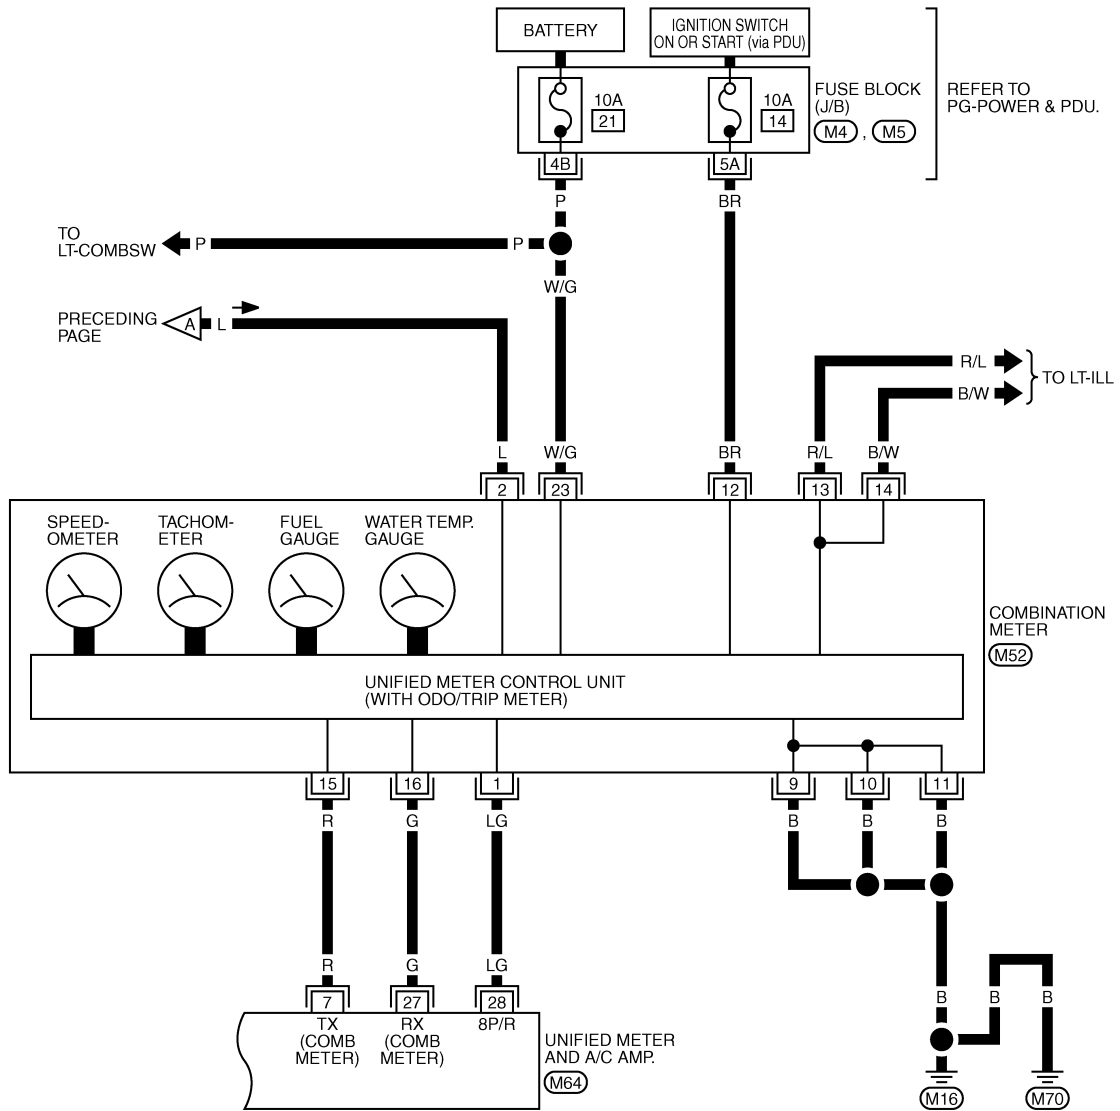 BATTERY
IGNITION SWITCH
ON OR START (via PDU)
10A
21
10A
14
FUSE BLOCK
(J/B)
M4 , M5
REFER TO
PG-POWER & PDU.
4B
5A
P
BR
TO
LT-COMBSW
P
P
W/G
PRECEDING
PAGE
A
L
R/L
B/W
TO LT-ILL
L
W/G
BR
R/L
B/W
2
23
12
13
14
SPEED-
OMETER
TACHOM-
ETER
FUEL
GAUGE
WATER TEMP.
GAUGE
COMBINATION
METER
M52
UNIFIED METER CONTROL UNIT
(WITH ODO/TRIP METER)
15
16
1
9
10
11
R
G
LG
B
B
B
R
G
LG
7
27
28
TX
(COMB
METER)
RX
(COMB
METER)
8P/R
UNIFIED METER
AND A/C AMP.
M64
B
B
B
M16
M70